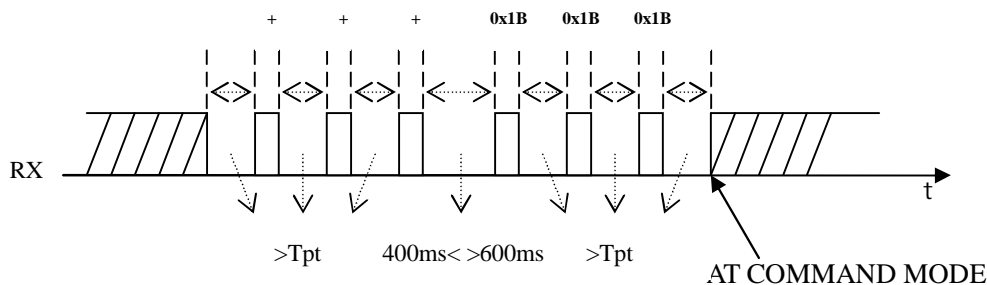 + + + 0x1B 0x1B 0x1B
RX
t
>Tpt 400ms< >600ms >Tpt
AT COMMAND MODE